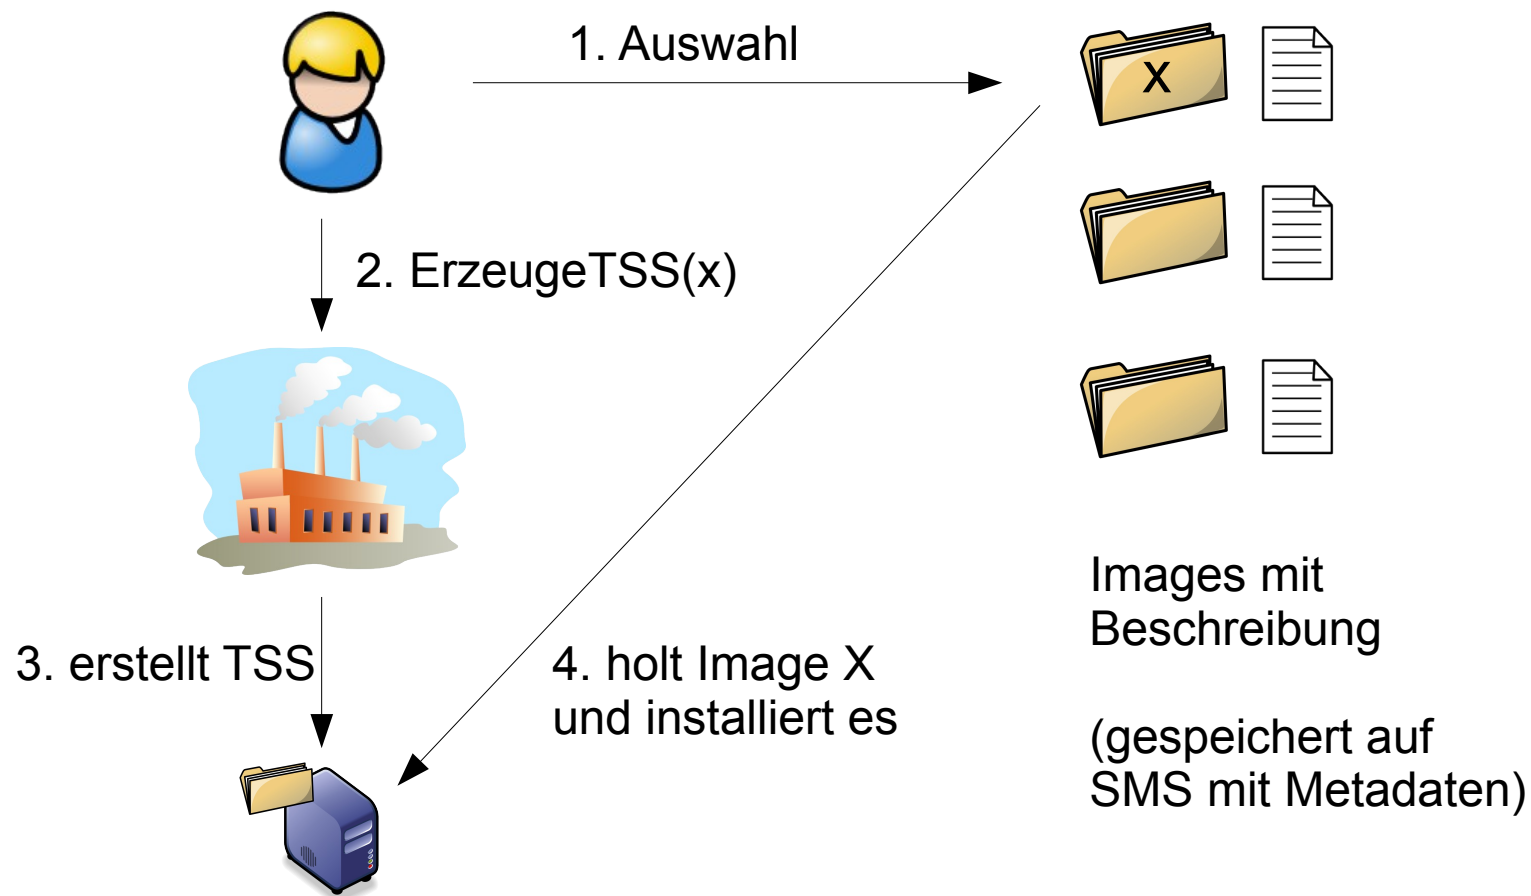 1. Auswahl
X
2. ErzeugeTSS(x)
3. erstellt TSS
4. holt Image X
und installiert es
Images mit
Beschreibung
(gespeichert auf
SMS mit Metadaten)